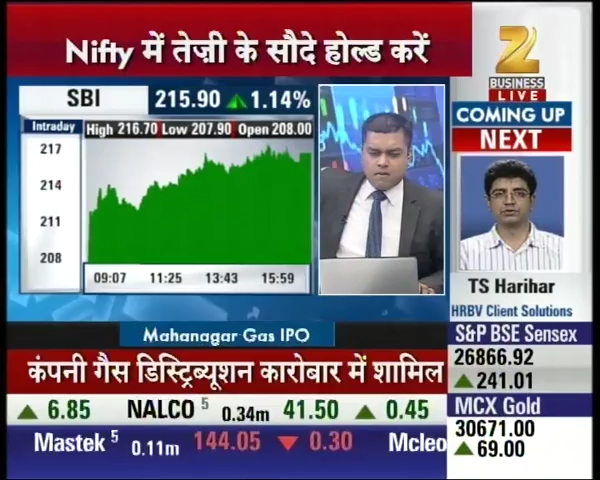 Nifty में तेज़ी के सौदे होल्ड करें
Z
BUSINESS
LIVE
SBI 215.90 ▲ 1.14%
Intraday High 216.70 Low 207.90 Open 208.00
217
214
211
208
09:07 11:25 13:43 15:59
COMING UP
NEXT
TS Harihar
HRBV Client Solutions
Mahanagar Gas IPO
कंपनी गैस डिस्ट्रिब्यूशन कारोबार में शामिल
▲ 6.85 NALCO 5 0.34m 41.50 ▲ 0.45
Mastek 5 0.11m 144.05 ▼ 0.30 Mcleo
S&P BSE Sensex
26866.92
▲ 241.01
MCX Gold
30671.00
▲ 69.00